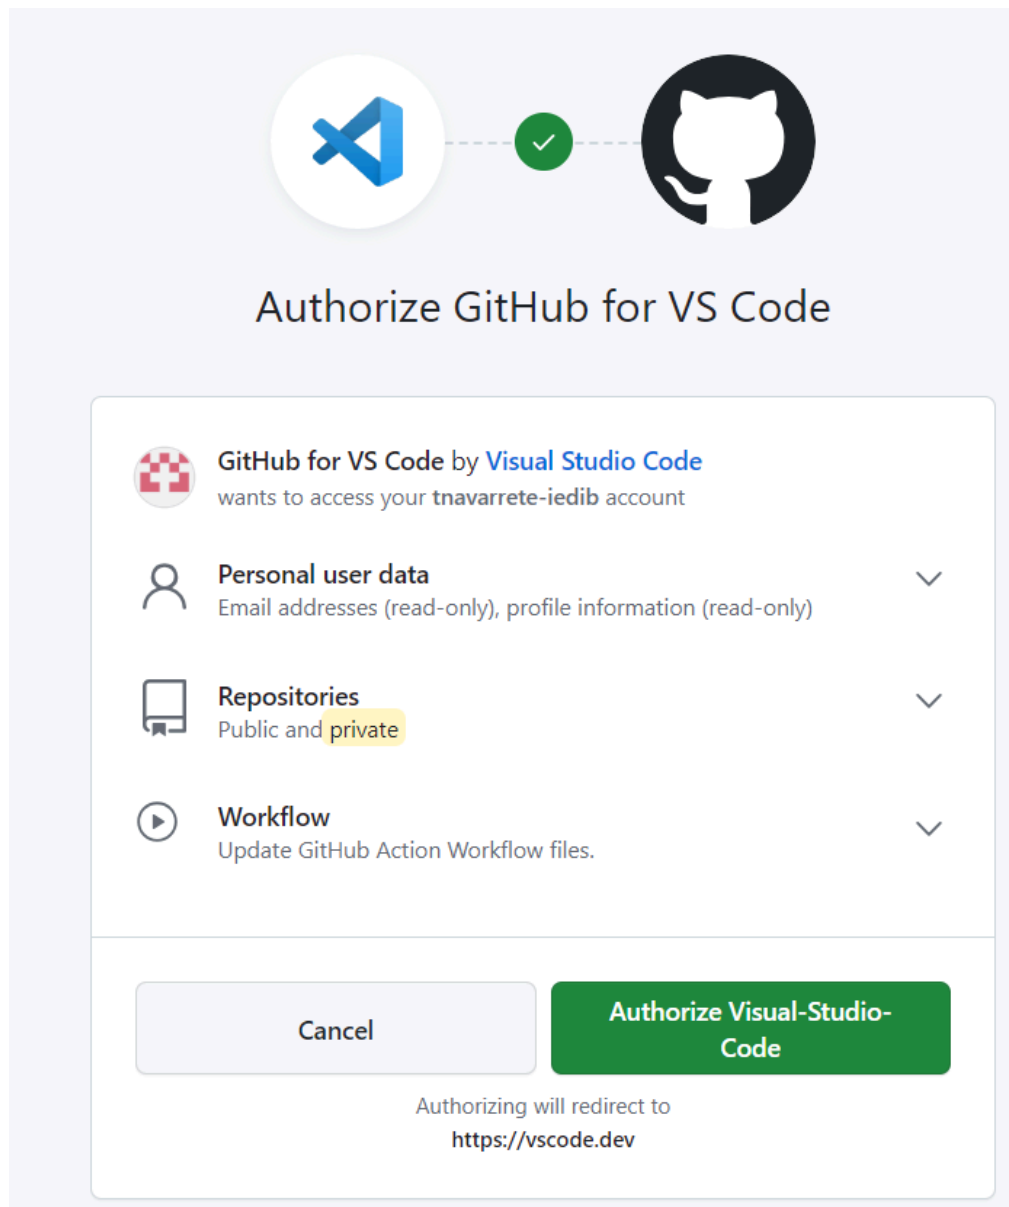 Authorize GitHub for VS Code
GitHub for VS Code by Visual Studio Code
wants to access your tnavarrete-iedib account
Personal user data
Email addresses (read-only), profile information (read-only)
Repositories
Public and private
Workflow
Update GitHub Action Workflow files.
Cancel
Authorize Visual-Studio-
Code
Authorizing will redirect to
https://vscode.dev